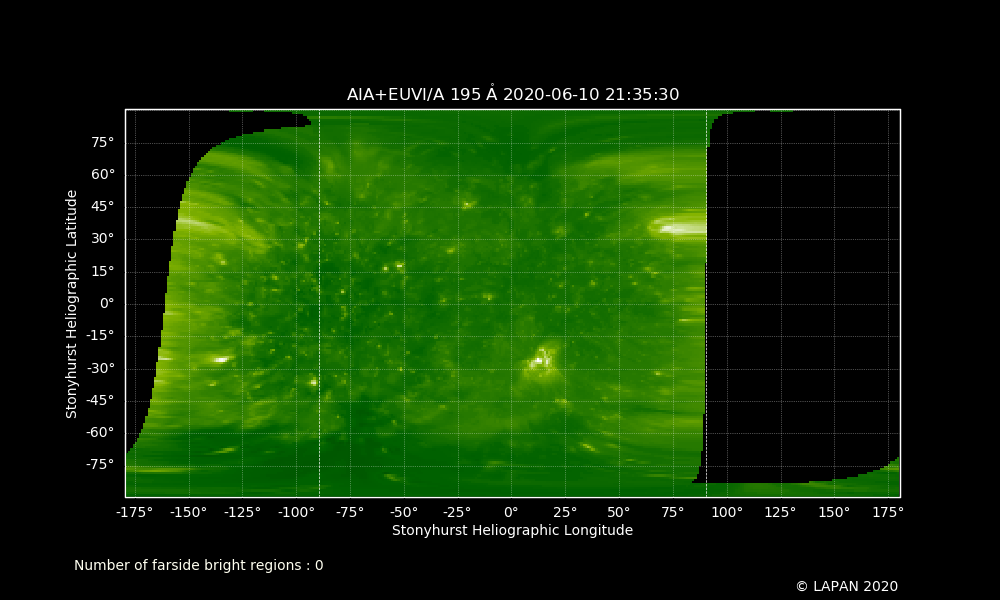 AIA+EUVI/A 195 Å 2020-06-10 21:35:30
Stonyhurst Heliographic Latitude
75°
60°
45°
30°
15°
0°
-15°
-30°
-45°
-60°
-75°
-175° -150° -125° -100° -75° -50° -25° 0° 25° 50° 75° 100° 125° 150° 175°
Stonyhurst Heliographic Longitude
Number of farside bright regions : 0
© LAPAN 2020